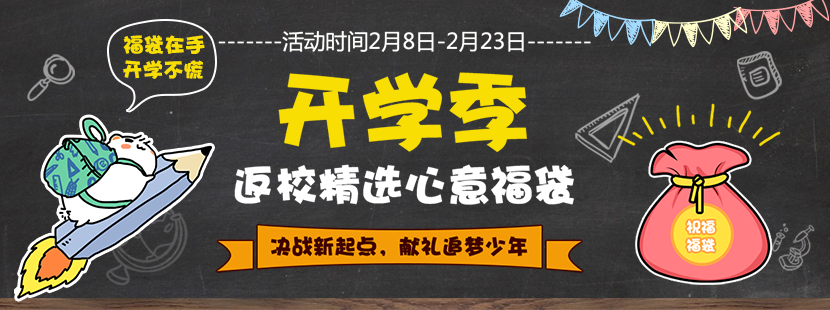 福袋在手
开学不慌
-------活动时间2月8日-2月23日-------
开学季
返校精选心意福袋
决战新起点，献礼追梦少年
祝福
福袋